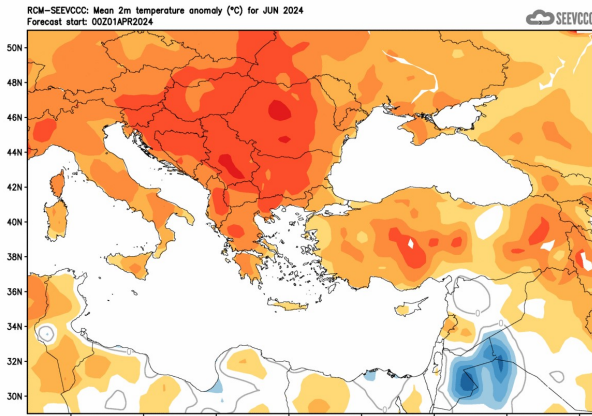 RCM-SEEVCCC: Mean 2m temperature anomaly (°C) for JUN 2024
Forecast start: 00Z01APR2024
SEEVCCC
50N
48N
46N
44N
42N
40N
38N
36N
34N
32N
30N